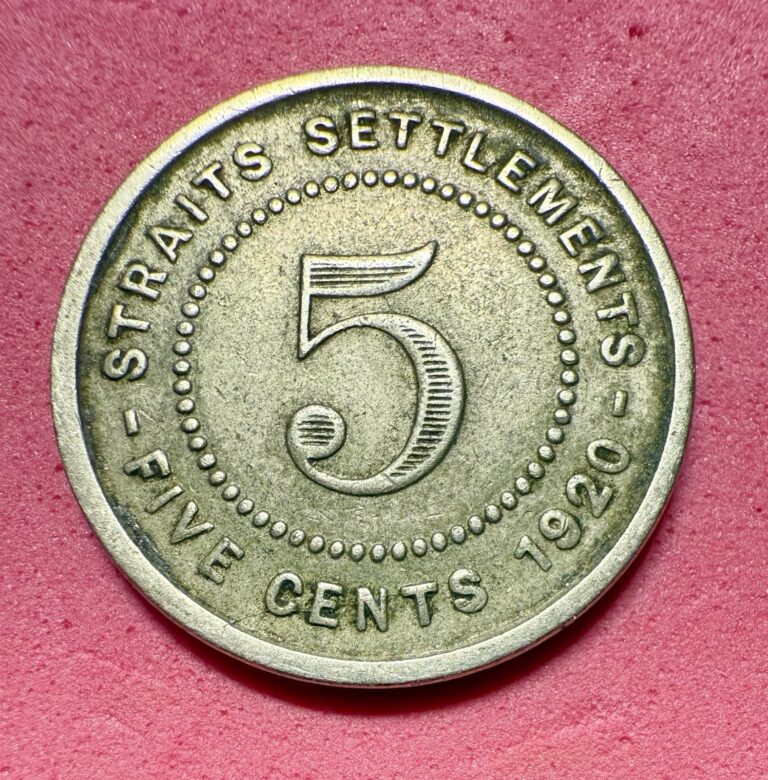 STRAITS SETTLEMENTS
5
- FIVE CENTS 1920 -